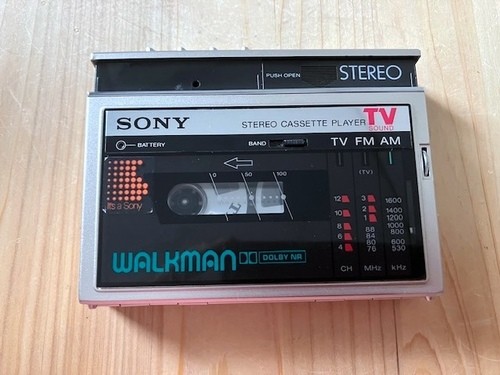 PUSH OPEN
STEREO
SONY
STEREO CASSETTE PLAYER
TV
SOUND
BATTERY
BAND
TV FM AM
(TV)
It's a Sony
0 50 100
12 3 1600
10 2 1400
1 1200
8 88 1000
800
6 84
80 600
4 76 530
CH MHz kHz
WALKMAN
DOLBY NR